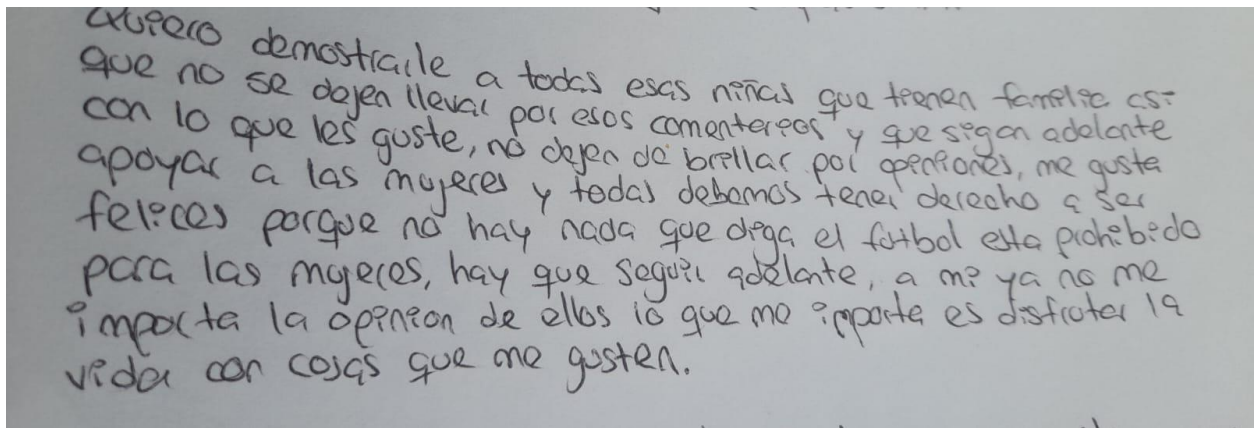 Quiero demostrarle a todas esas niñas que tienen familia asi
que no se dejen llevar por esos comentarios y que sigan adelante
con lo que les guste, no dejen de brillar por opiniones, me gusta
apoyar a las mujeres y todas debemos tener derecho a ser
felices porque no hay nada que diga el futbol esta prohibido
para las mujeres, hay que seguir adelante, a mi ya no me
importa la opinion de ellos lo que me importa es disfrutar la
vida con cosas que me gusten.